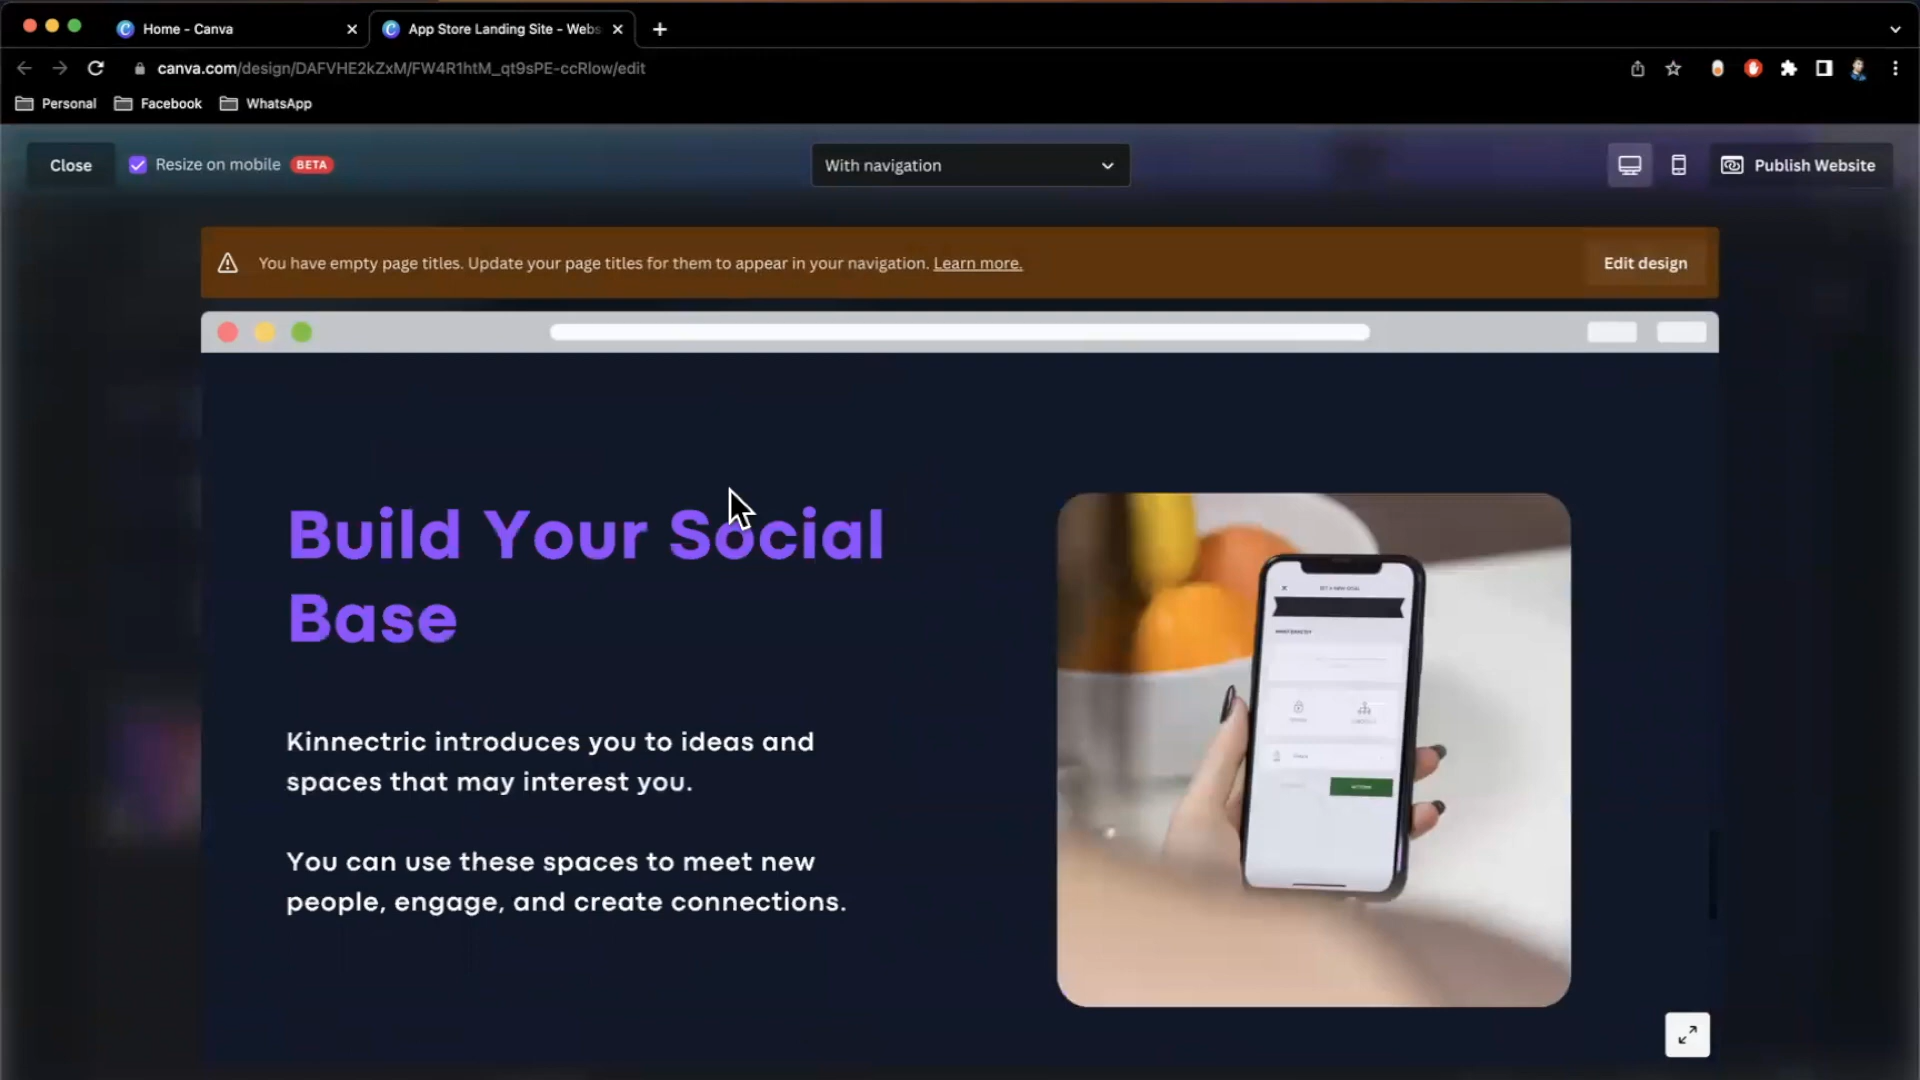 Home - Canva
App Store Landing Site - Webs
canva.com/design/DAFVHE2kZxM/FW4R1htM_qt9sPE-ccRlow/edit
Personal
Facebook
WhatsApp
Close
Resize on mobile
BETA
With navigation
Publish Website
You have empty page titles. Update your page titles for them to appear in your navigation. Learn more.
Edit design
Build Your Social
Base
Kinnectric introduces you to ideas and
spaces that may interest you.
You can use these spaces to meet new
people, engage, and create connections.